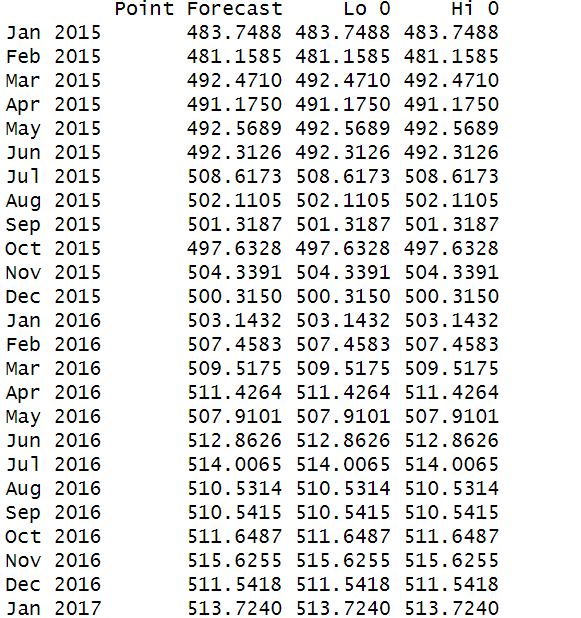 Point Forecast Lo 0 Hi 0
Jan 2015 483.7488 483.7488 483.7488
Feb 2015 481.1585 481.1585 481.1585
Mar 2015 492.4710 492.4710 492.4710
Apr 2015 491.1750 491.1750 491.1750
May 2015 492.5689 492.5689 492.5689
Jun 2015 492.3126 492.3126 492.3126
Jul 2015 508.6173 508.6173 508.6173
Aug 2015 502.1105 502.1105 502.1105
Sep 2015 501.3187 501.3187 501.3187
Oct 2015 497.6328 497.6328 497.6328
Nov 2015 504.3391 504.3391 504.3391
Dec 2015 500.3150 500.3150 500.3150
Jan 2016 503.1432 503.1432 503.1432
Feb 2016 507.4583 507.4583 507.4583
Mar 2016 509.5175 509.5175 509.5175
Apr 2016 511.4264 511.4264 511.4264
May 2016 507.9101 507.9101 507.9101
Jun 2016 512.8626 512.8626 512.8626
Jul 2016 514.0065 514.0065 514.0065
Aug 2016 510.5314 510.5314 510.5314
Sep 2016 510.5415 510.5415 510.5415
Oct 2016 511.6487 511.6487 511.6487
Nov 2016 515.6255 515.6255 515.6255
Dec 2016 511.5418 511.5418 511.5418
Jan 2017 513.7240 513.7240 513.7240